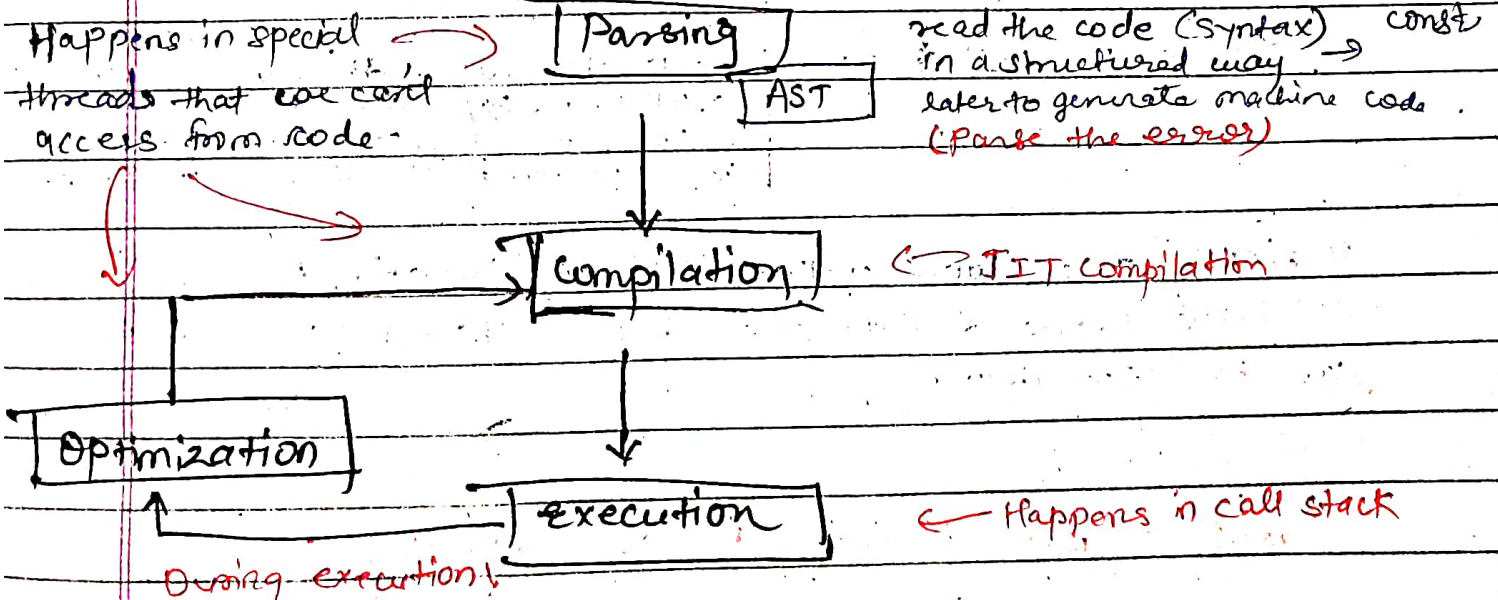 Happens in special
threads that we can't
access from code.
Parsing
AST
read the code (syntax) const
in a structured way →
later to generate machine code.
(parse the error)
Compilation
JIT compilation
Optimization
Execution
Happens in call stack
During execution!